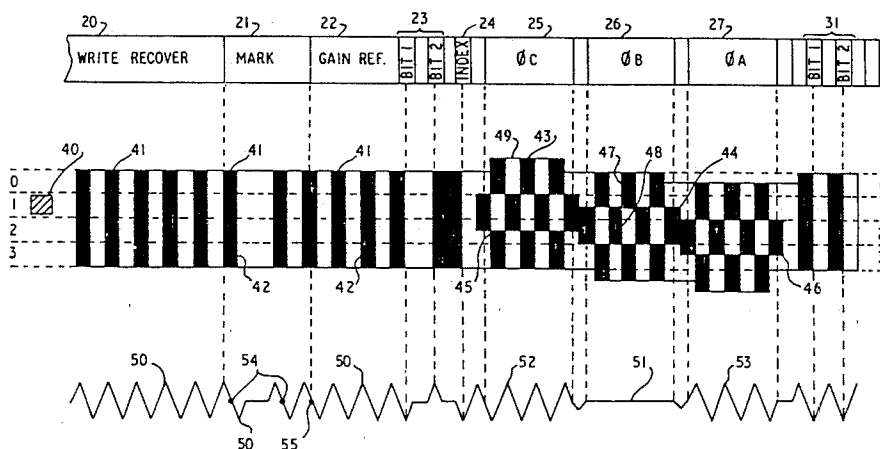 20 21 22 23 24 25 26 27 31
WRITE RECOVER MARK GAIN REF. BIT 1 BIT 2 INDEX ØC ØB ØA BIT 1 BIT 2
40 41 41 41 49 43 47 48 44
0
1
2
3
42 42 45 46
50 54 50 52 51 53
50 55